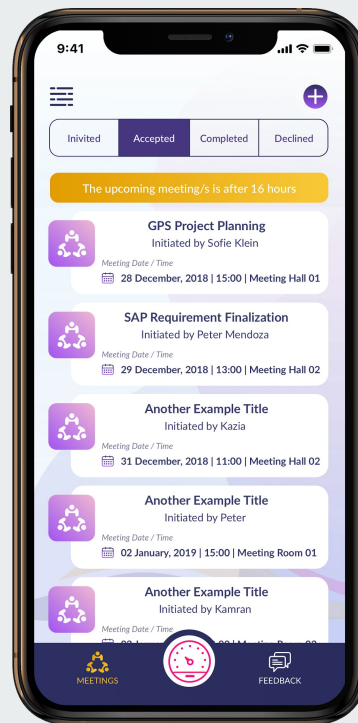 9:41
Inivited Accepted Completed Declined
The upcoming meeting/s is after 16 hours
GPS Project Planning
Initiated by Sofie Klein
Meeting Date / Time
28 December, 2018 | 15:00 | Meeting Hall 01
SAP Requirement Finalization
Initiated by Peter Mendoza
Meeting Date / Time
29 December, 2018 | 13:00 | Meeting Hall 02
Another Example Title
Initiated by Kazia
Meeting Date / Time
31 December, 2018 | 11:00 | Meeting Hall 02
Another Example Title
Initiated by Peter
Meeting Date / Time
02 January, 2019 | 15:00 | Meeting Room 01
Another Example Title
Initiated by Kamran
Meeting Date / Time
MEETINGS
FEEDBACK